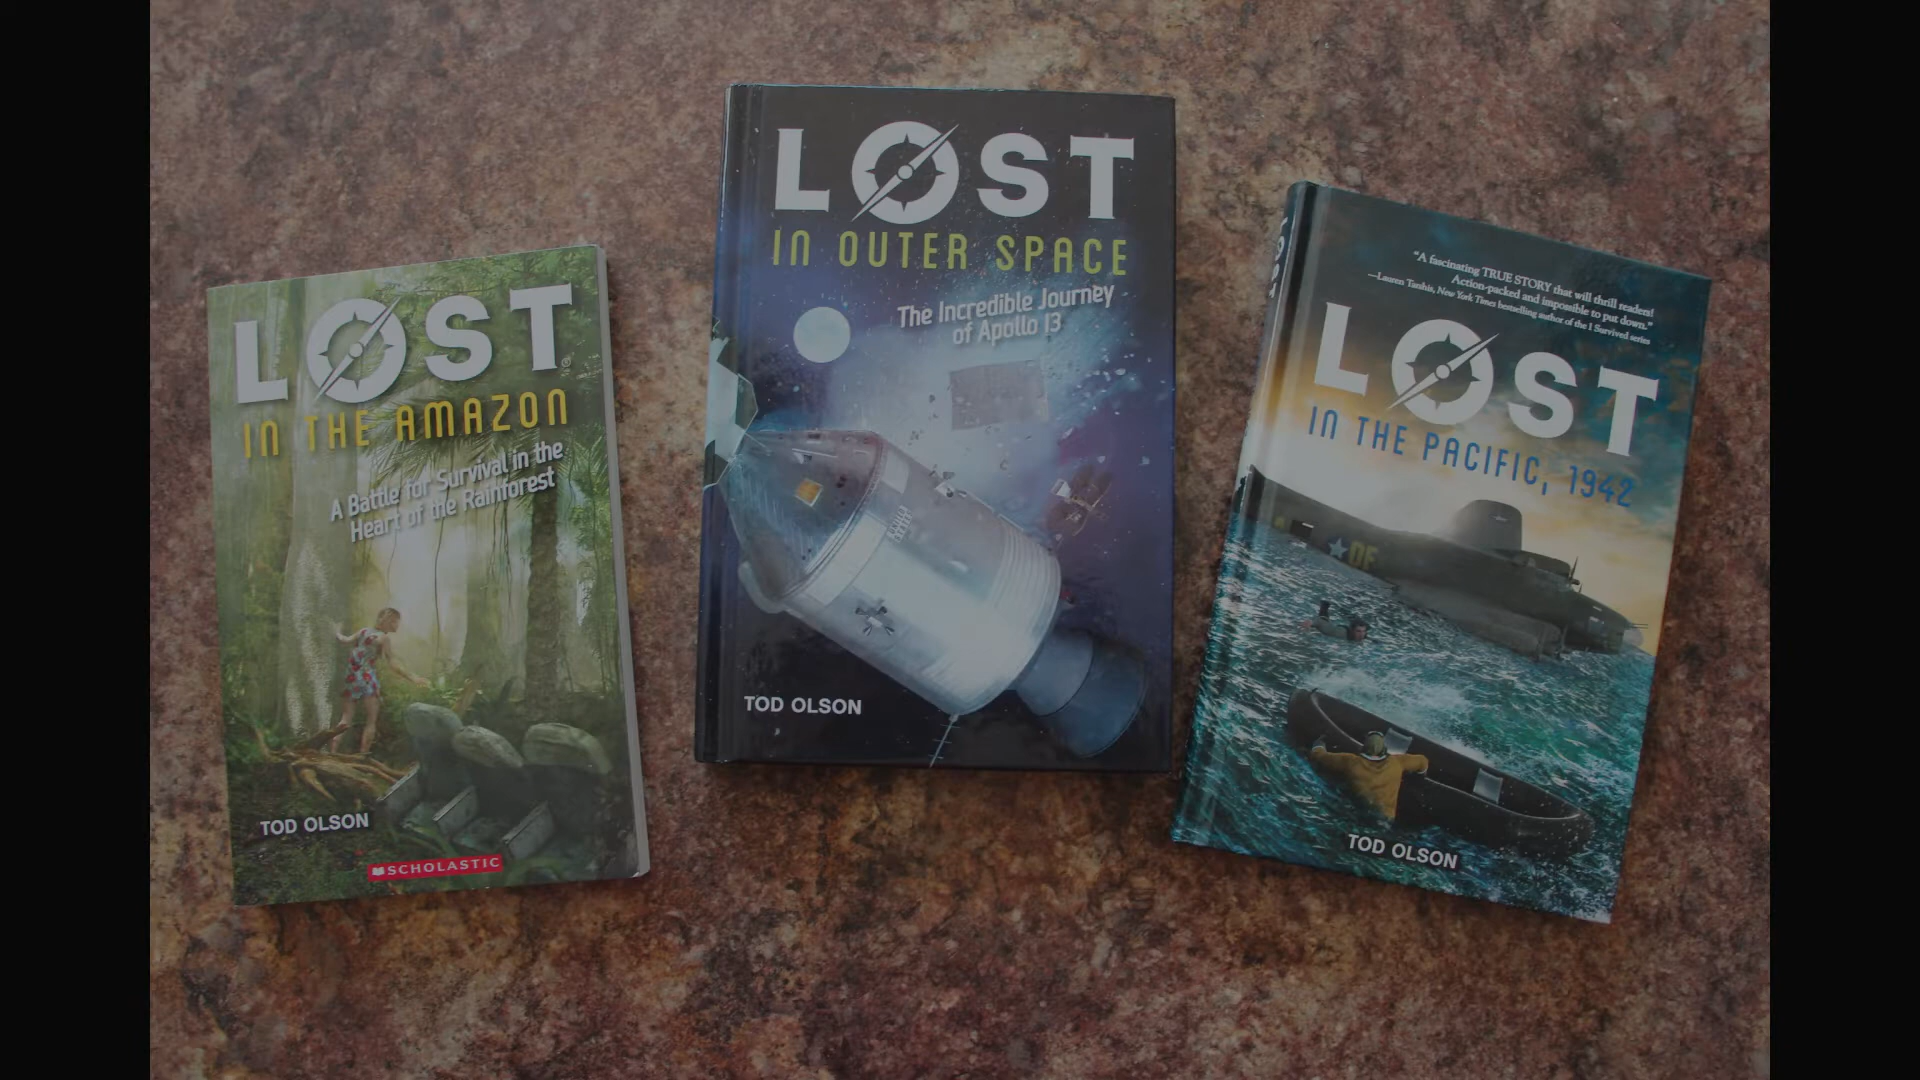 LOST
IN THE AMAZON
A Battle for Survival in the
Heart of the Rainforest
TOD OLSON
SCHOLASTIC
LOST
IN OUTER SPACE
The Incredible Journey
of Apollo 13
TOD OLSON
LOST
"A fascinating TRUE STORY that will thrill readers!
Action-packed and impossible to put down."
—Lauren Tarshis, New York Times bestselling author of the I Survived series
LOST
IN THE PACIFIC, 1942
DF
TOD OLSON